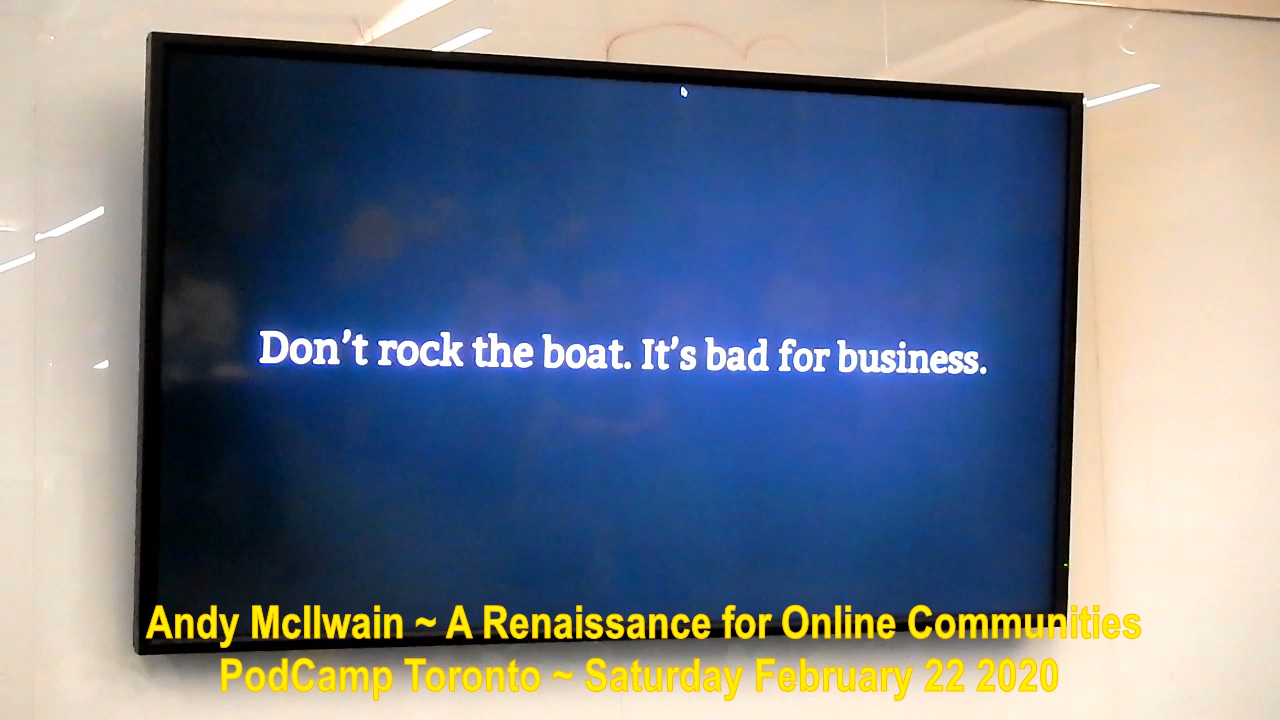 Don’t rock the boat. It’s bad for business.
Andy McIlwain ~ A Renaissance for Online Communities
PodCamp Toronto ~ Saturday February 22 2020